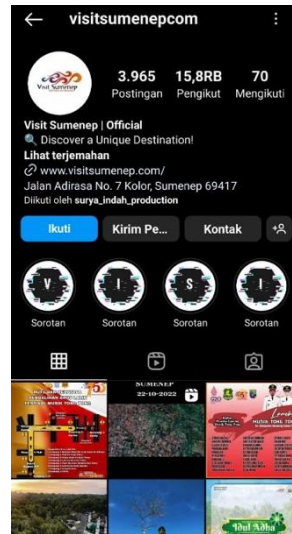 visitsumenepcom
Visit Sumenep
3.965 15,8RB 70
Postingan Pengikut Mengikuti
Visit Sumenep | Official
Discover a Unique Destination!
Lihat terjemahan
www.visitsumenep.com/
Jalan Adirasa No. 7 Kolor, Sumenep 69417
Diikuti oleh surya_indah_production
Ikuti Kirim Pe... Kontak
V I S I
Sorotan Sorotan Sorotan Sorotan
SUMENEP
22-10-2022
Idul Adha